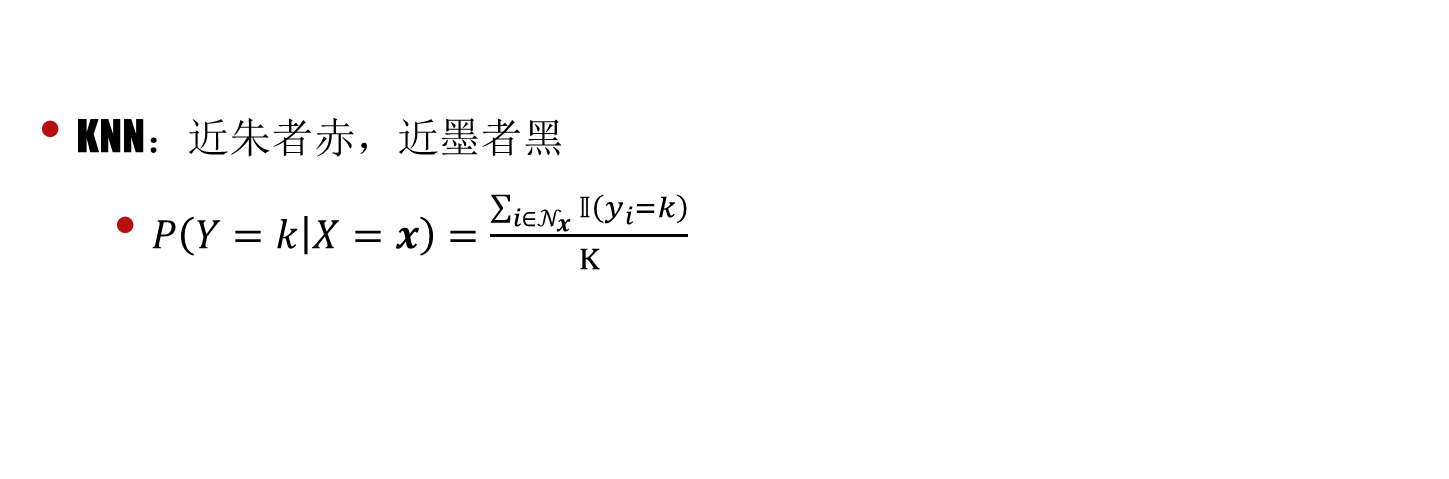 • KNN：近朱者赤，近墨者黑
• 𝑃(𝑌 = 𝑘|𝑋 = 𝒙) = ∑_{𝑖∈𝒩_𝒙} 𝕀(𝑦_𝑖=𝑘) / K